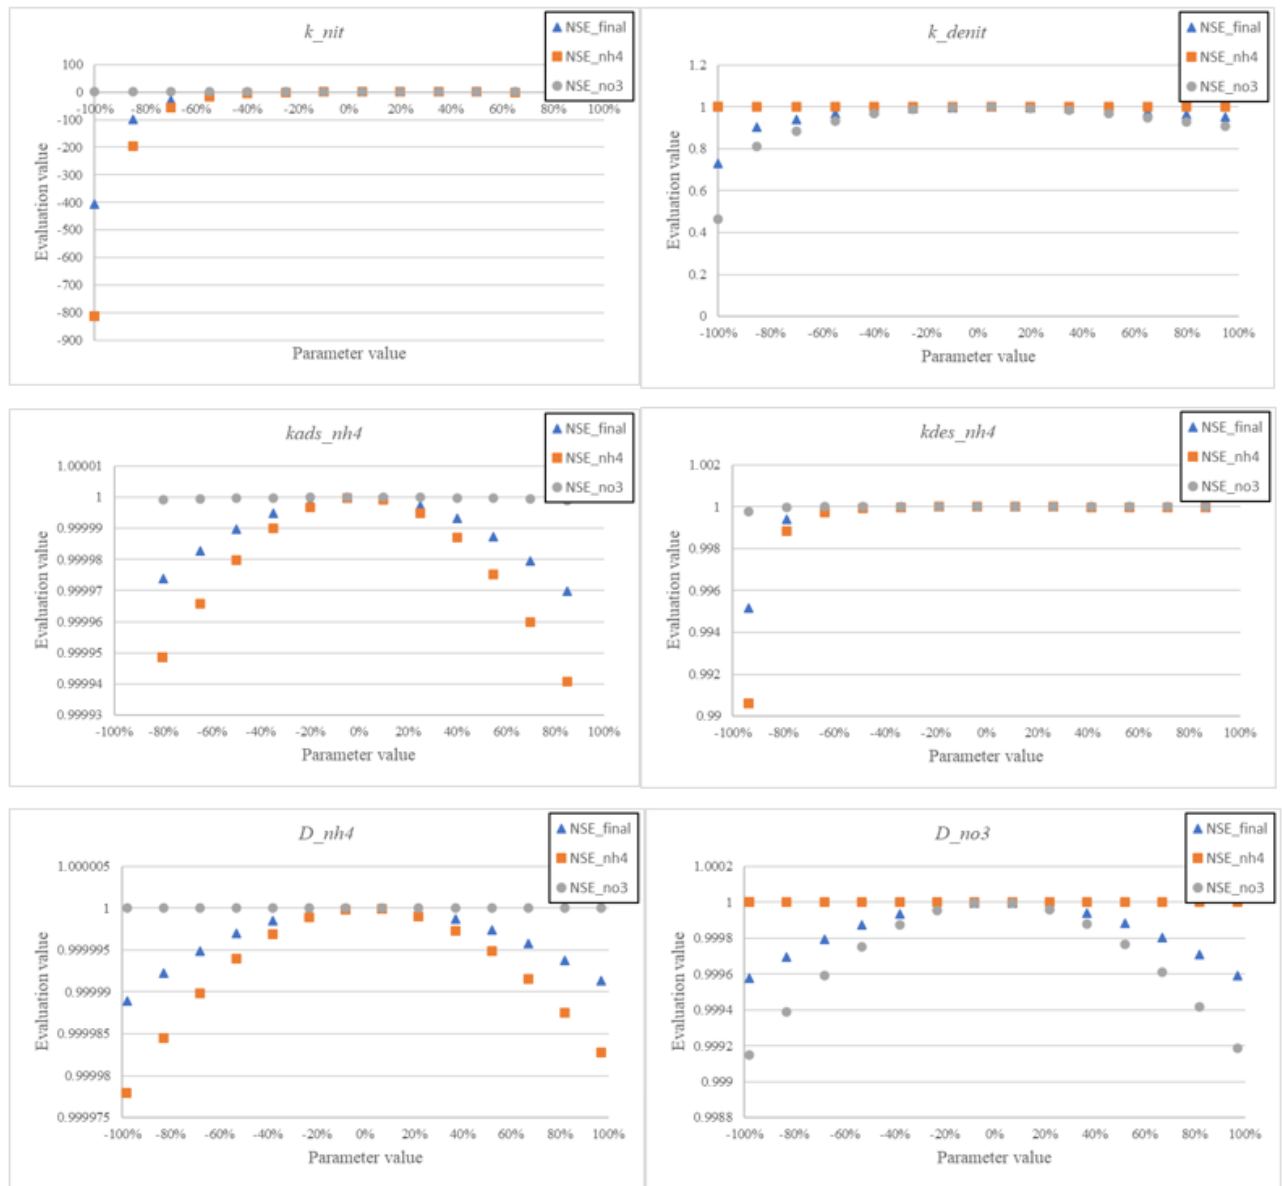 k_nit
NSE_final
NSE_nh4
NSE_no3
100
0
-100
-200
-300
-400
-500
-600
-700
-800
-900
-100% -80% -60% -40% -20% 0% 20% 40% 60% 80% 100%
Evaluation value
Parameter value
k_denit
NSE_final
NSE_nh4
NSE_no3
1.2
1
0.8
0.6
0.4
0.2
0
-100% -80% -60% -40% -20% 0% 20% 40% 60% 80% 100%
Evaluation value
Parameter value
kads_nh4
NSE_final
NSE_nh4
NSE_no3
1.00001
1
0.99999
0.99998
0.99997
0.99996
0.99995
0.99994
0.99993
-100% -80% -60% -40% -20% 0% 20% 40% 60% 80% 100%
Evaluation value
Parameter value
kdes_nh4
NSE_final
NSE_nh4
NSE_no3
1.002
1
0.998
0.996
0.994
0.992
0.99
-100% -80% -60% -40% -20% 0% 20% 40% 60% 80% 100%
Evaluation value
Parameter value
D_nh4
NSE_final
NSE_nh4
NSE_no3
1.000005
1
0.999995
0.99999
0.999985
0.99998
0.999975
-100% -80% -60% -40% -20% 0% 20% 40% 60% 80% 100%
Evaluation value
Parameter value
D_no3
NSE_final
NSE_nh4
NSE_no3
1.0002
1
0.9998
0.9996
0.9994
0.9992
0.999
0.9988
-100% -80% -60% -40% -20% 0% 20% 40% 60% 80% 100%
Evaluation value
Parameter value